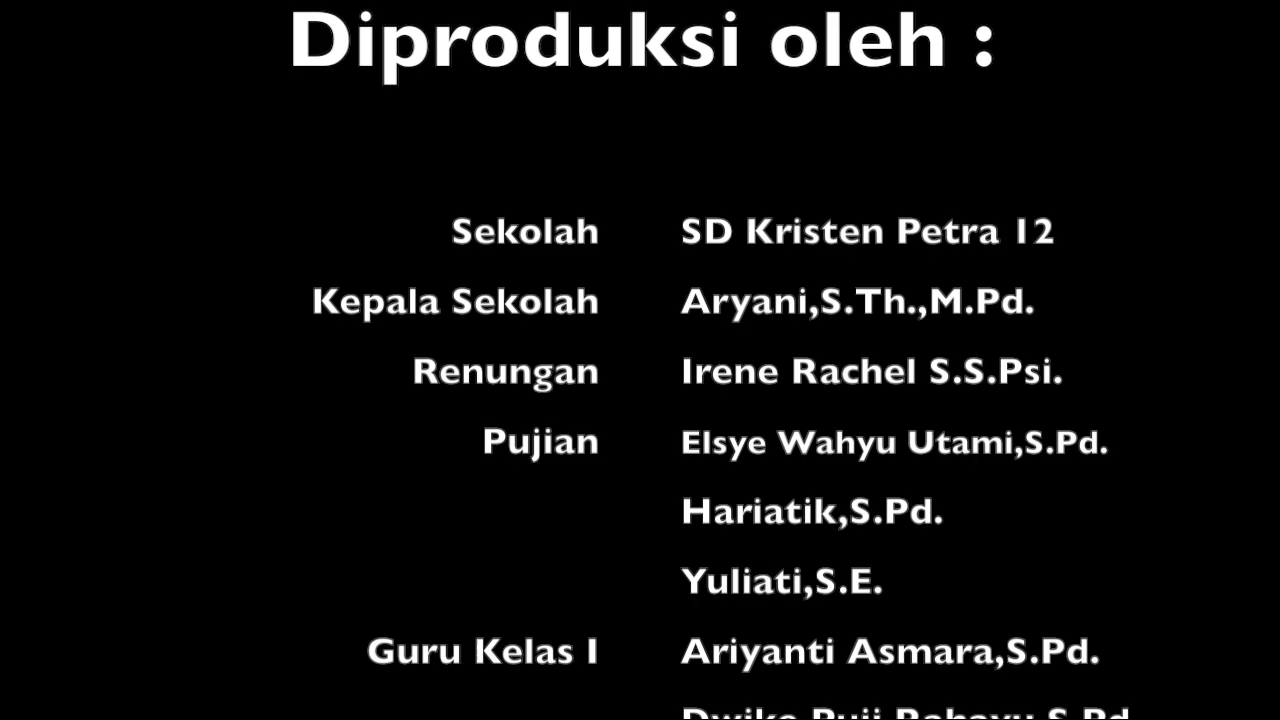 Diproduksi oleh :
Sekolah SD Kristen Petra 12
Kepala Sekolah Aryani,S.Th.,M.Pd.
Renungan Irene Rachel S.S.Psi.
Pujian Elsye Wahyu Utami,S.Pd.
Hariatik,S.Pd.
Yuliati,S.E.
Guru Kelas I Ariyanti Asmara,S.Pd.